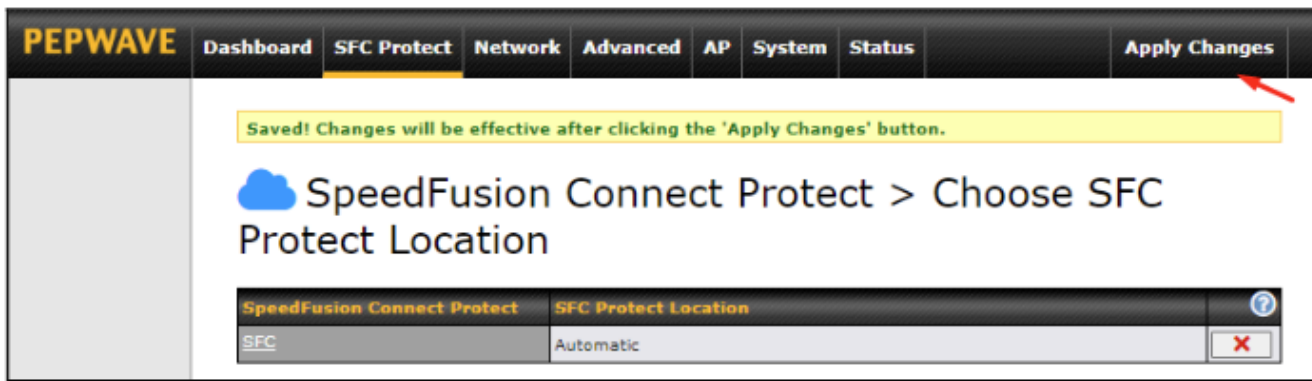 PEPWAVE Dashboard SFC Protect Network Advanced AP System Status Apply Changes
Saved! Changes will be effective after clicking the 'Apply Changes' button.
SpeedFusion Connect Protect > Choose SFC
Protect Location
SpeedFusion Connect Protect SFC Protect Location ?
SFC Automatic